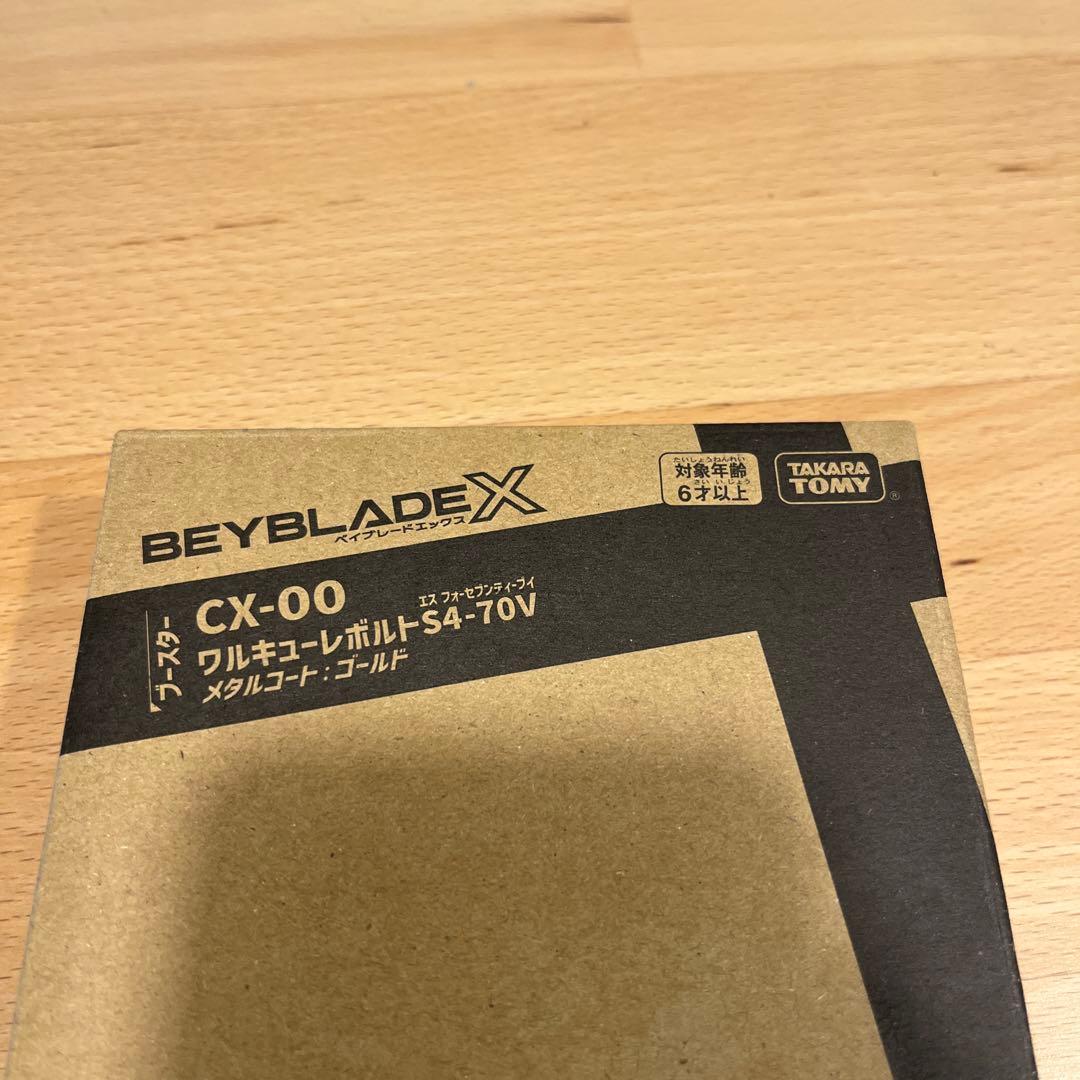 BEYBLADE X
ベイブレードエックス
たいしょうねんれい
対象年齢
さい いじょう
6才以上
TAKARA
TOMY
®
ブースター
CX-00
エス フォーセブンティーブイ
ワルキューレボルトS4-70V
メタルコート:ゴールド